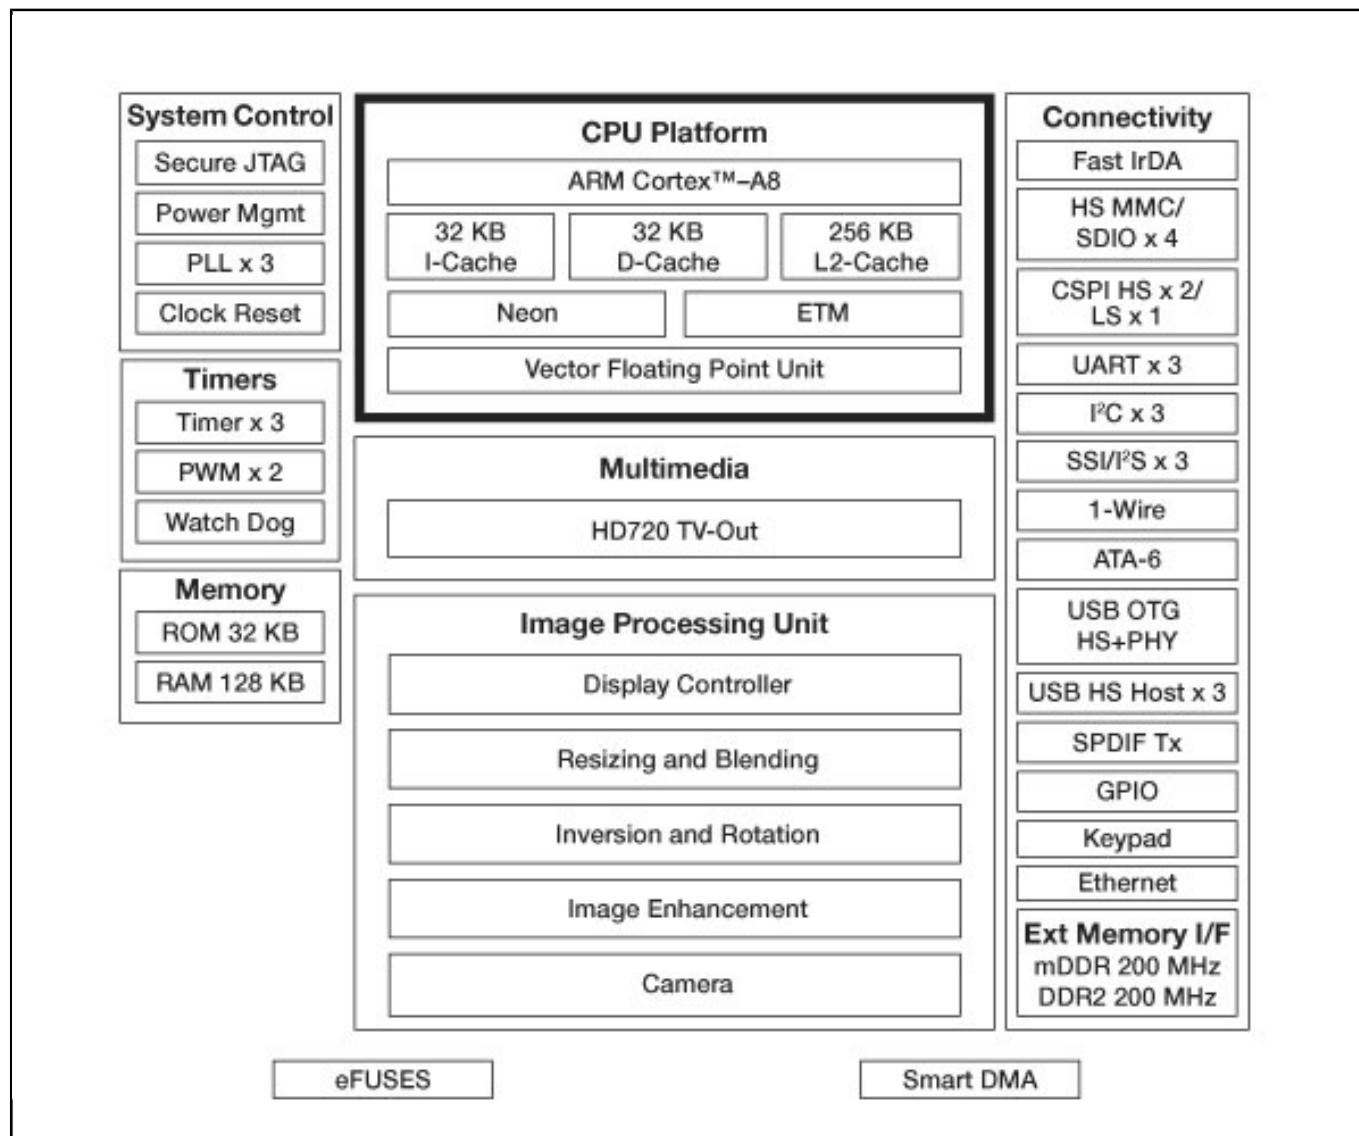 System Control
Secure JTAG
Power Mgmt
PLL x 3
Clock Reset
Timers
Timer x 3
PWM x 2
Watch Dog
Memory
ROM 32 KB
RAM 128 KB
CPU Platform
ARM Cortex™–A8
32 KB
I-Cache
32 KB
D-Cache
256 KB
L2-Cache
Neon
ETM
Vector Floating Point Unit
Multimedia
HD720 TV-Out
Image Processing Unit
Display Controller
Resizing and Blending
Inversion and Rotation
Image Enhancement
Camera
Connectivity
Fast IrDA
HS MMC/
SDIO x 4
CSPI HS x 2/
LS x 1
UART x 3
I²C x 3
SSI/I²S x 3
1-Wire
ATA-6
USB OTG
HS+PHY
USB HS Host x 3
SPDIF Tx
GPIO
Keypad
Ethernet
Ext Memory I/F
mDDR 200 MHz
DDR2 200 MHz
eFUSES
Smart DMA